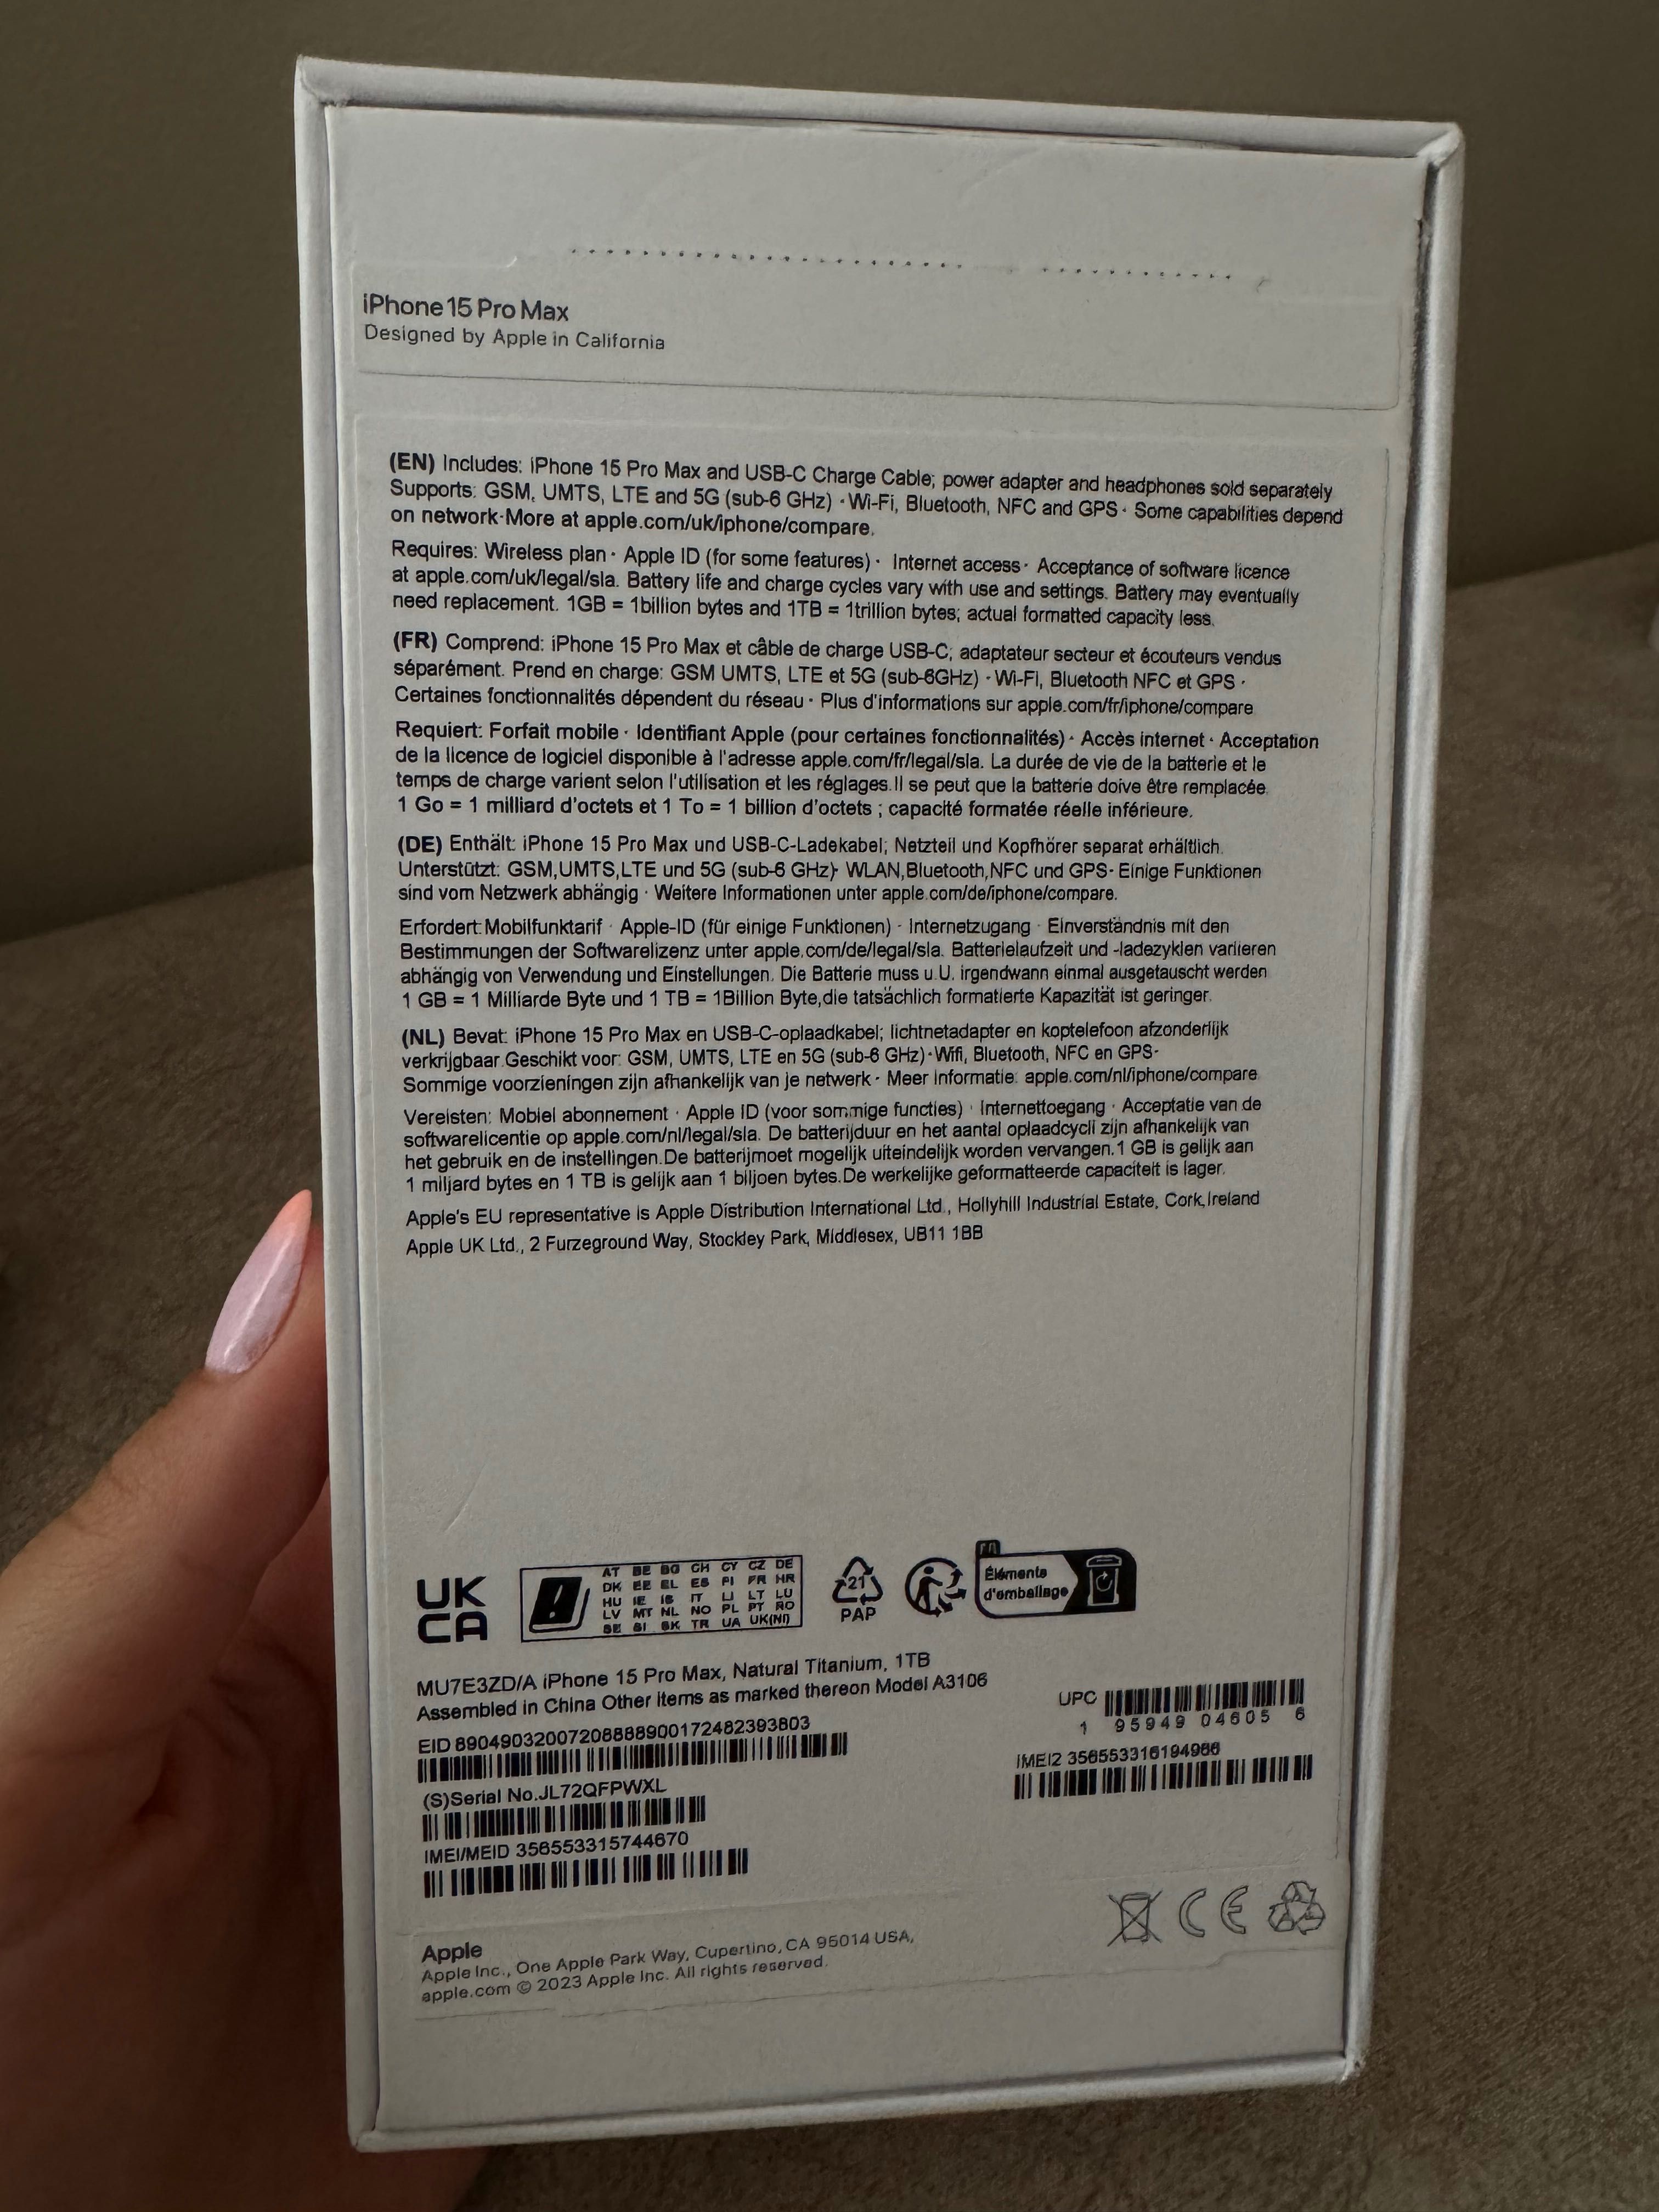 iPhone 15 Pro Max
Designed by Apple in California
(EN) Includes: iPhone 15 Pro Max and USB-C Charge Cable; power adapter and headphones sold separately
Supports: GSM, UMTS, LTE and 5G (sub-6 GHz) · Wi-Fi, Bluetooth, NFC and GPS · Some capabilities depend
on network·More at apple.com/uk/iphone/compare.
Requires: Wireless plan · Apple ID (for some features) · Internet access · Acceptance of software licence
at apple.com/uk/legal/sla. Battery life and charge cycles vary with use and settings. Battery may eventually
need replacement. 1GB = 1billion bytes and 1TB = 1trillion bytes; actual formatted capacity less.
(FR) Comprend: iPhone 15 Pro Max et câble de charge USB-C; adaptateur secteur et écouteurs vendus
séparément. Prend en charge: GSM UMTS, LTE et 5G (sub-6GHz) · Wi-Fi, Bluetooth NFC et GPS ·
Certaines fonctionnalités dépendent du réseau · Plus d'informations sur apple.com/fr/iphone/compare
Requiert: Forfait mobile · Identifiant Apple (pour certaines fonctionnalités) · Accès internet · Acceptation
de la licence de logiciel disponible à l'adresse apple.com/fr/legal/sla. La durée de vie de la batterie et le
temps de charge varient selon l'utilisation et les réglages.Il se peut que la batterie doive être remplacée
1 Go = 1 milliard d'octets et 1 To = 1 billion d'octets ; capacité formatée réelle inférieure.
(DE) Enthält: iPhone 15 Pro Max und USB-C-Ladekabel; Netzteil und Kopfhörer separat erhältlich.
Unterstützt: GSM,UMTS,LTE und 5G (sub-6 GHz)· WLAN,Bluetooth,NFC und GPS· Einige Funktionen
sind vom Netzwerk abhängig · Weitere Informationen unter apple.com/de/iphone/compare.
Erfordert:Mobilfunktarif · Apple-ID (für einige Funktionen) · Internetzugang · Einverständnis mit den
Bestimmungen der Softwarelizenz unter apple.com/de/legal/sla. Batterielaufzeit und -ladezyklen variieren
abhängig von Verwendung und Einstellungen. Die Batterie muss u.U. irgendwann einmal ausgetauscht werden
1 GB = 1 Milliarde Byte und 1 TB = 1Billion Byte,die tatsächlich formatierte Kapazität ist geringer.
(NL) Bevat: iPhone 15 Pro Max en USB-C-oplaadkabel; lichtnetadapter en koptelefoon afzonderlijk
verkrijgbaar.Geschikt voor: GSM, UMTS, LTE en 5G (sub-6 GHz)·Wifi, Bluetooth, NFC en GPS·
Sommige voorzieningen zijn afhankelijk van je netwerk · Meer informatie: apple.com/nl/iphone/compare
Vereisten: Mobiel abonnement · Apple ID (voor sommige functies) · Internettoegang · Acceptatie van de
softwarelicentie op apple.com/nl/legal/sla. De batterijduur en het aantal oplaadcycli zijn afhankelijk van
het gebruik en de instellingen.De batterijmoet mogelijk uiteindelijk worden vervangen.1 GB is gelijk aan
1 miljard bytes en 1 TB is gelijk aan 1 biljoen bytes.De werkelijke geformatteerde capaciteit is lager.
Apple's EU representative is Apple Distribution International Ltd., Hollyhill Industrial Estate, Cork,Ireland
Apple UK Ltd., 2 Furzeground Way, Stockley Park, Middlesex, UB11 1BB
UK
CA
AT BE BG CH CY CZ DE
DK EE EL ES FI FR HR
HU IE IS IT LI LT LU
LV MT NL NO PL PT RO
SE SI SK TR UA UK(NI)
21
PAP
FR
Éléments
d'emballage
MU7E3ZD/A iPhone 15 Pro Max, Natural Titanium, 1TB
Assembled in China Other items as marked thereon Model A3106
EID 89049032007208888900172482393803
(S)Serial No.JL72QFPWXL
IMEI/MEID 356553315744670
UPC
1 95949 04605 6
IMEI2 356553316194966
CE
Apple
Apple Inc., One Apple Park Way, Cupertino, CA 95014 USA,
apple.com © 2023 Apple Inc. All rights reserved.